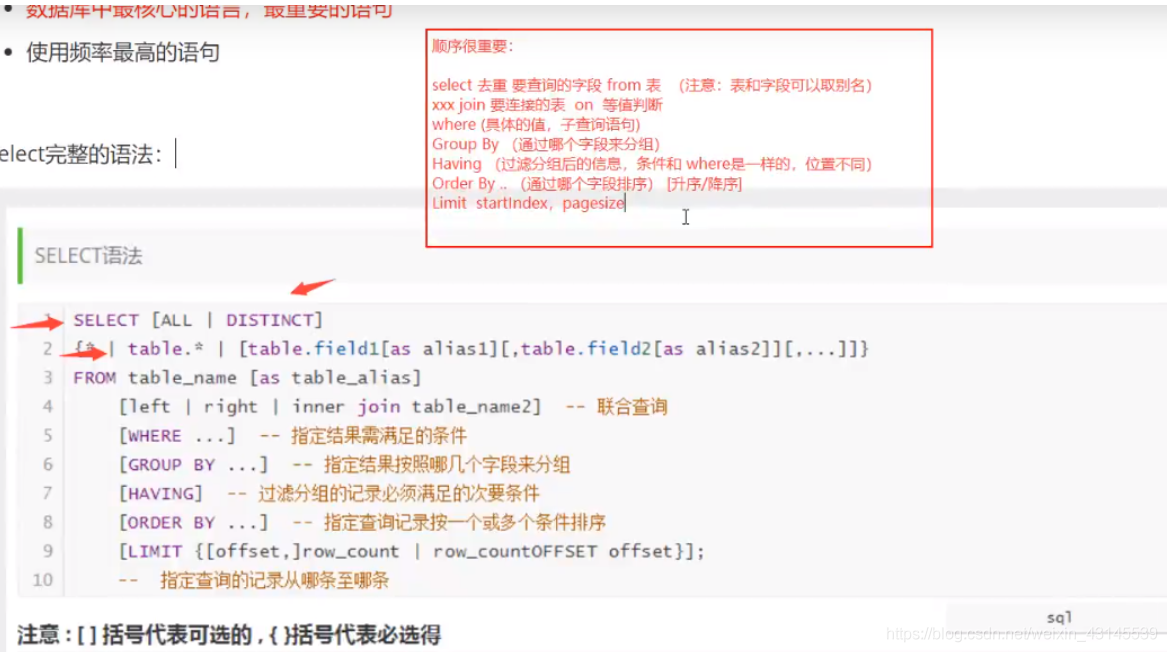 • 数据库中最核心的语言，最重要的语句
• 使用频率最高的语句
顺序很重要：
select 去重 要查询的字段 from 表 （注意：表和字段可以取别名）
xxx join 要连接的表 on 等值判断
where (具体的值，子查询语句)
Group By （通过哪个字段来分组）
Having （过滤分组后的信息，条件和 where是一样的，位置不同）
Order By .. （通过哪个字段排序） [升序/降序]
Limit startIndex，pagesize
elect完整的语法：
SELECT语法
1 SELECT [ALL | DISTINCT]
2 {* | table.* | [table.field1[as alias1][,table.field2[as alias2]][,...]]}
3 FROM table_name [as table_alias]
4 [left | right | inner join table_name2] -- 联合查询
5 [WHERE ...] -- 指定结果需满足的条件
6 [GROUP BY ...] -- 指定结果按照哪几个字段来分组
7 [HAVING] -- 过滤分组的记录必须满足的次要条件
8 [ORDER BY ...] -- 指定查询记录按一个或多个条件排序
9 [LIMIT {[offset,]row_count | row_countOFFSET offset}];
10 -- 指定查询的记录从哪条至哪条
sql
注意 : [ ] 括号代表可选的 , { }括号代表必选得
https://blog.csdn.net/weixin_43145539